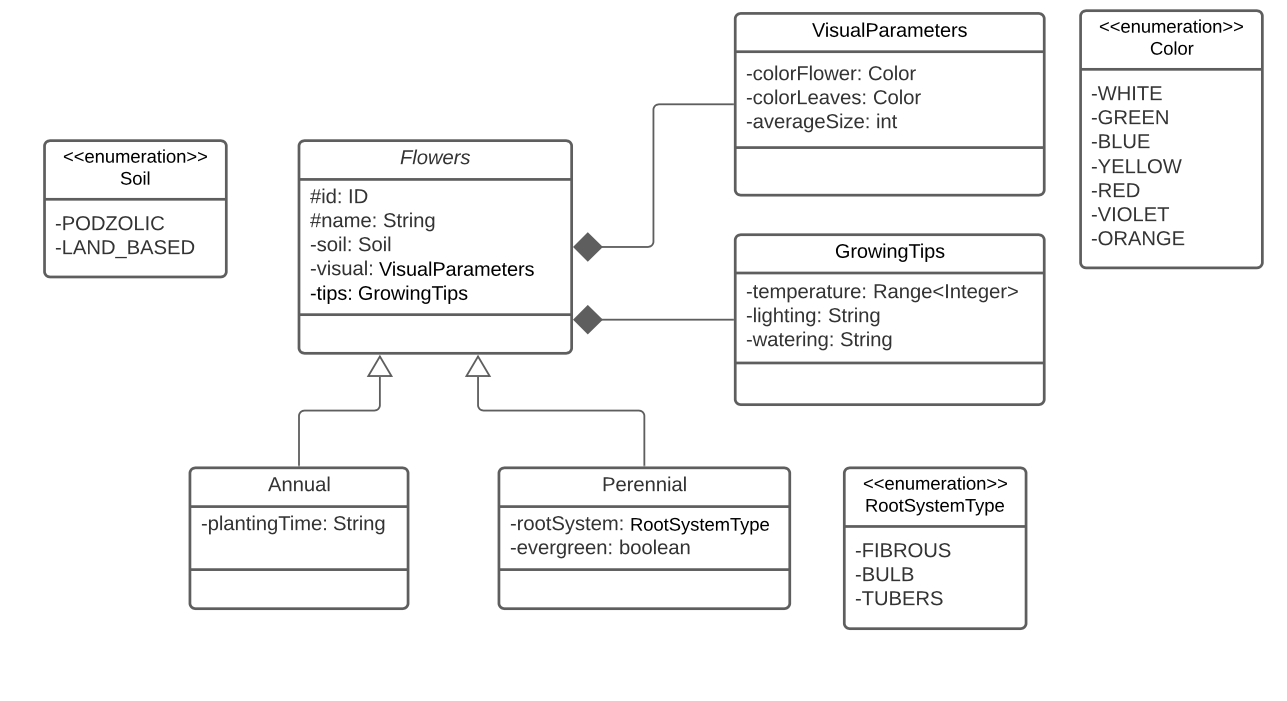 <<enumeration>>
Soil
-PODZOLIC
-LAND_BASED
Flowers
#id: ID
#name: String
-soil: Soil
-visual: VisualParameters
-tips: GrowingTips
VisualParameters
-colorFlower: Color
-colorLeaves: Color
-averageSize: int
<<enumeration>>
Color
-WHITE
-GREEN
-BLUE
-YELLOW
-RED
-VIOLET
-ORANGE
GrowingTips
-temperature: Range<Integer>
-lighting: String
-watering: String
Annual
-plantingTime: String
Perennial
-rootSystem: RootSystemType
-evergreen: boolean
<<enumeration>>
RootSystemType
-FIBROUS
-BULB
-TUBERS